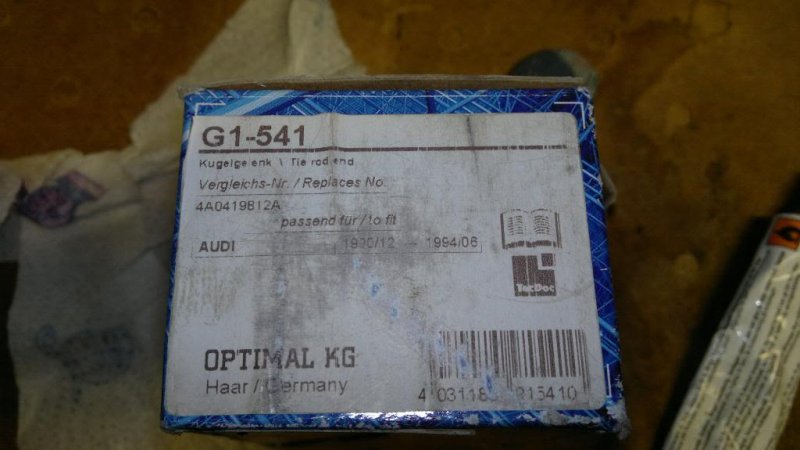 G1-541
Kugelgelenk \ Tie rod end
Vergleichs-Nr. / Replaces No.
4A0419812A
passend für / to fit
AUDI 1990/12 — 1994/06
TecDoc
OPTIMAL KG
Haar / Germany